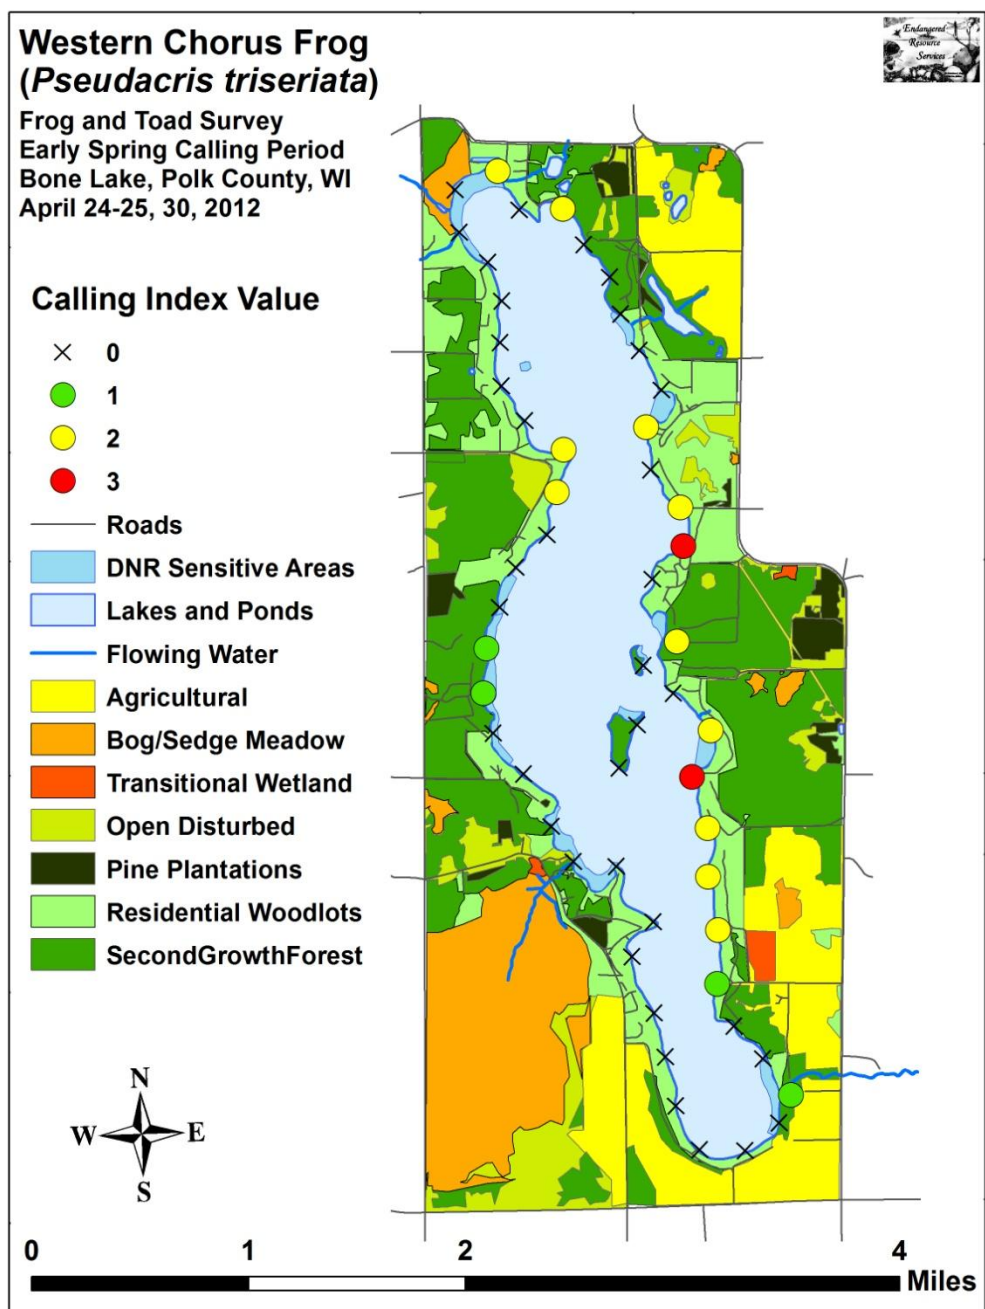 Western Chorus Frog
(Pseudacris triseriata)
Frog and Toad Survey
Early Spring Calling Period
Bone Lake, Polk County, WI
April 24-25, 30, 2012
Endangered
Resource
Services
Calling Index Value
0
1
2
3
Roads
DNR Sensitive Areas
Lakes and Ponds
Flowing Water
Agricultural
Bog/Sedge Meadow
Transitional Wetland
Open Disturbed
Pine Plantations
Residential Woodlots
SecondGrowthForest
N
W E
S
0 1 2 4
Miles